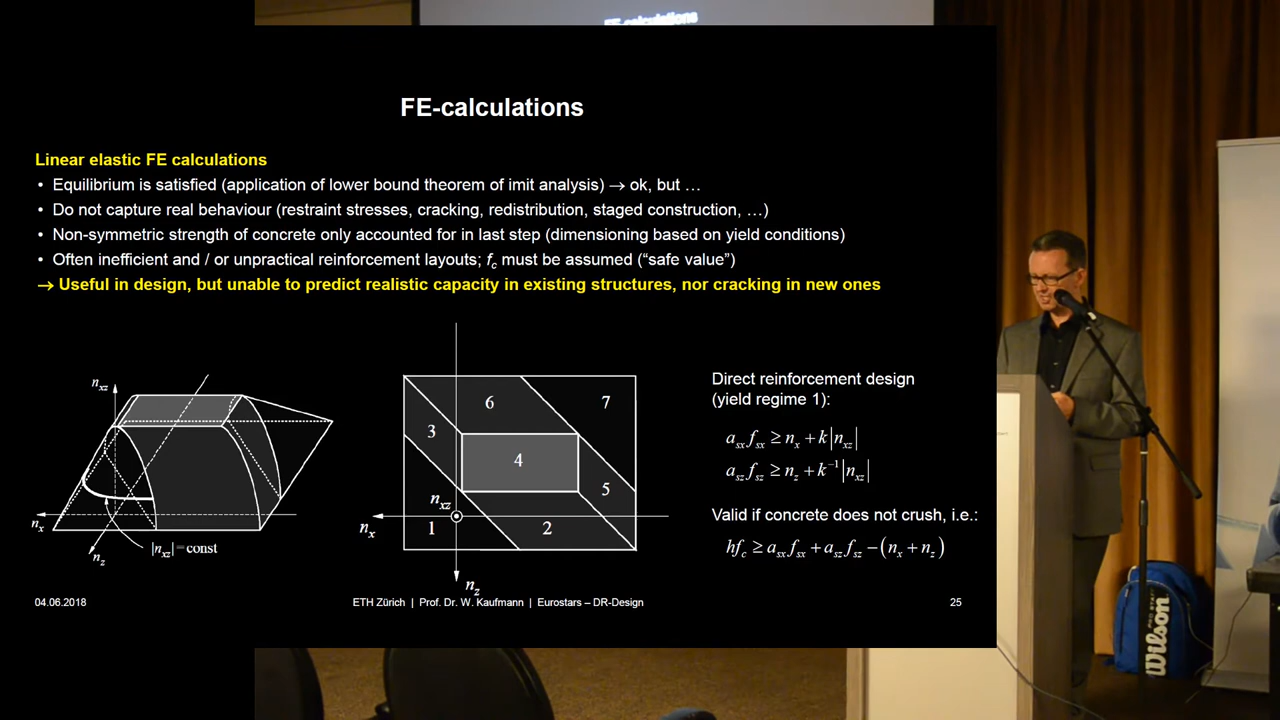 FE-calculations
FE-calculations
Linear elastic FE calculations
• Equilibrium is satisfied (application of lower bound theorem of imit analysis) → ok, but …
• Do not capture real behaviour (restraint stresses, cracking, redistribution, staged construction, …)
• Non-symmetric strength of concrete only accounted for in last step (dimensioning based on yield conditions)
• Often inefficient and / or unpractical reinforcement layouts; fc must be assumed (“safe value”)
→ Useful in design, but unable to predict realistic capacity in existing structures, nor cracking in new ones
nxz
nx
nz
|nxz|=const
6
7
3
4
5
nxz
1
2
nx
nz
Direct reinforcement design
(yield regime 1):
asx fsx ≥ nx + k|nxz|
asz fsz ≥ nz + k⁻¹|nxz|
Valid if concrete does not crush, i.e.:
hfc ≥ asx fsx + asz fsz − (nx + nz)
04.06.2018
ETH Zürich | Prof. Dr. W. Kaufmann | Eurostars – DR-Design
25
PRO STAFF
Wilson